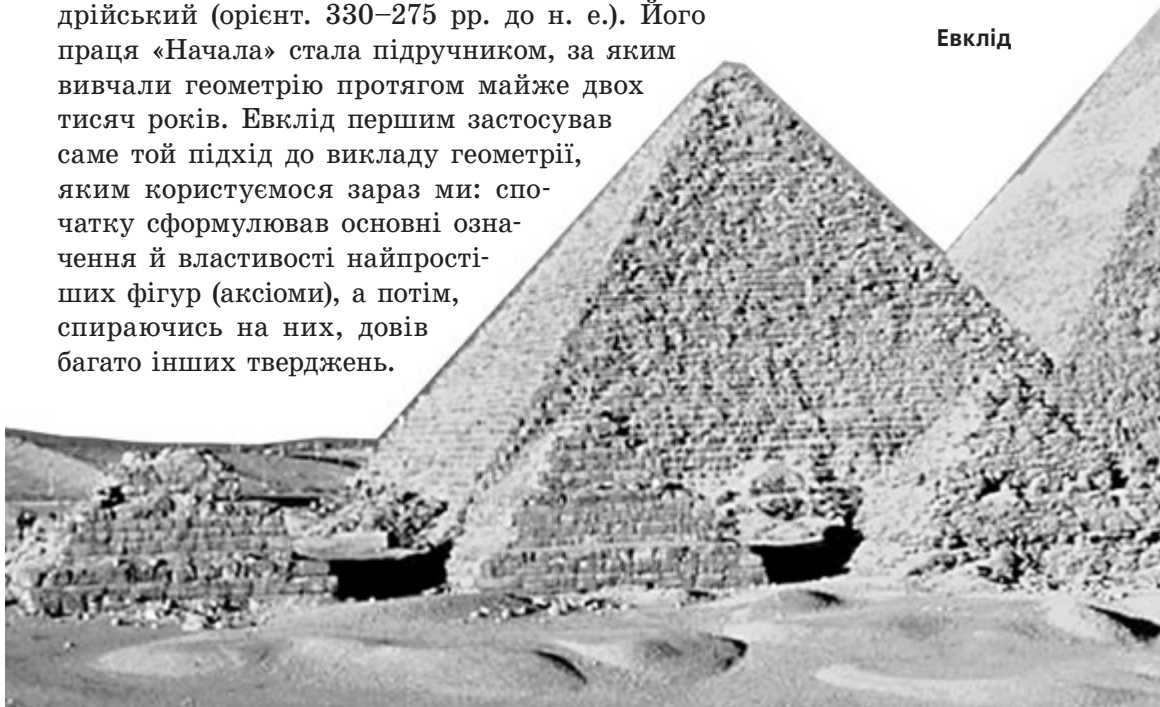 дрійський (орієнт. 330–275 рр. до н. е.). Його
праця «Начала» стала підручником, за яким
вивчали геометрію протягом майже двох
тисяч років. Евклід першим застосував
саме той підхід до викладу геометрії,
яким користуємося зараз ми: спо-
чатку сформулював основні озна-
чення й властивості найпрості-
ших фігур (аксіоми), а потім,
спираючись на них, довів
багато інших тверджень.
Евклід